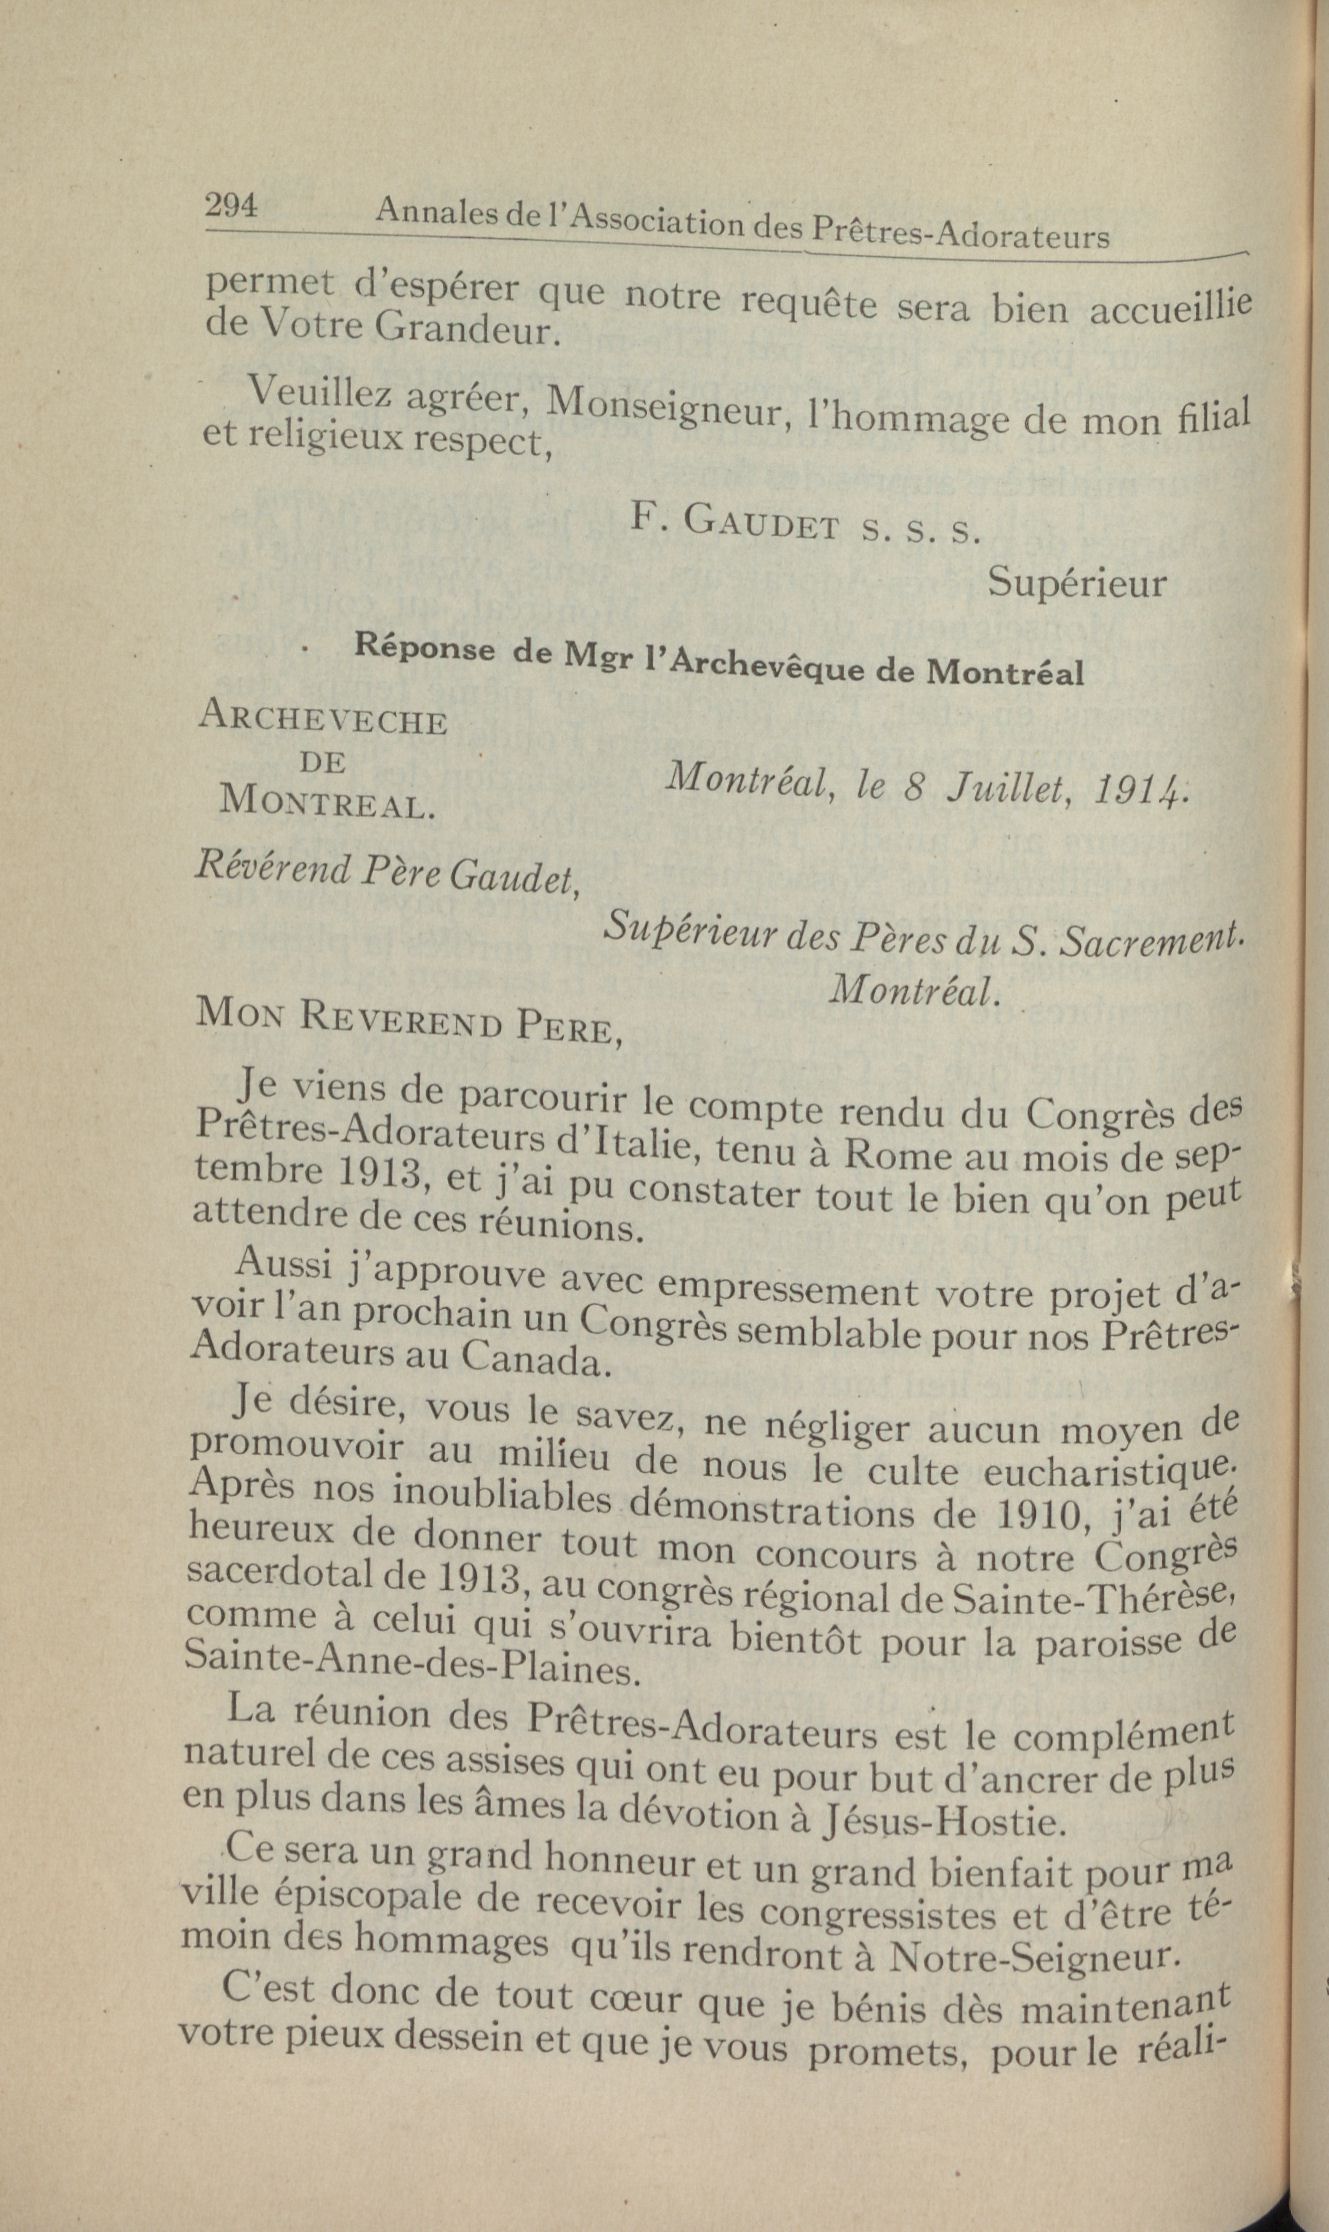 294 Annales de l'Association des Prêtres-Adorateurs
permet d'espérer que notre requête sera bien accueillie
de Votre Grandeur.
Veuillez agréer, Monseigneur, l'hommage de mon filial
et religieux respect,
F. GAUDET S. S. S.
Supérieur
Réponse de Mgr l'Archevêque de Montréal
ARCHEVECHE
DE
MONTREAL.
Montréal, le 8 Juillet, 1914.
Révérend Père Gaudet,
Supérieur des Pères du S. Sacrement.
Montréal.
MON REVEREND PERE,
Je viens de parcourir le compte rendu du Congrès des
Prêtres-Adorateurs d'Italie, tenu à Rome au mois de sep-
tembre 1913, et j'ai pu constater tout le bien qu'on peut
attendre de ces réunions.
Aussi j'approuve avec empressement votre projet d'a-
voir l'an prochain un Congrès semblable pour nos Prêtres-
Adorateurs au Canada.
Je désire, vous le savez, ne négliger aucun moyen de
promouvoir au milieu de nous le culte eucharistique.
Après nos inoubliables démonstrations de 1910, j'ai été
heureux de donner tout mon concours à notre Congrès
sacerdotal de 1913, au congrès régional de Sainte-Thérèse,
comme à celui qui s'ouvrira bientôt pour la paroisse de
Sainte-Anne-des-Plaines.
La réunion des Prêtres-Adorateurs est le complément
naturel de ces assises qui ont eu pour but d'ancrer de plus
en plus dans les âmes la dévotion à Jésus-Hostie.
Ce sera un grand honneur et un grand bienfait pour ma
ville épiscopale de recevoir les congressistes et d'être té-
moin des hommages qu'ils rendront à Notre-Seigneur.
C'est donc de tout cœur que je bénis dès maintenant
votre pieux dessein et que je vous promets, pour le réali-